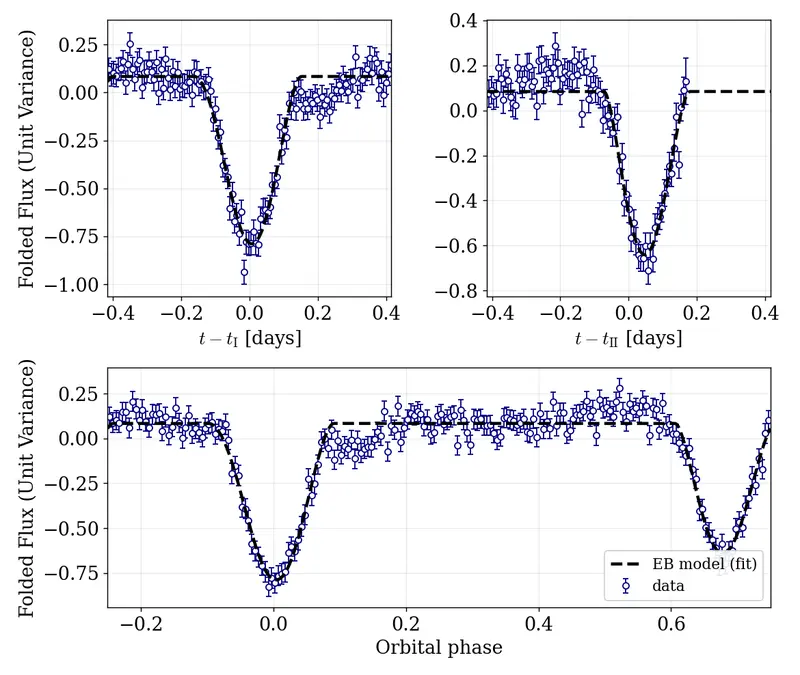 0.25
0.00
−0.25
−0.50
−0.75
−1.00
Folded Flux (Unit Variance)
−0.4 −0.2 0.0 0.2 0.4
t − t_I [days]
0.4
0.2
0.0
−0.2
−0.4
−0.6
−0.8
−0.4 −0.2 0.0 0.2 0.4
t − t_II [days]
0.25
0.00
−0.25
−0.50
−0.75
Folded Flux (Unit Variance)
EB model (fit)
data
−0.2 0.0 0.2 0.4 0.6
Orbital phase